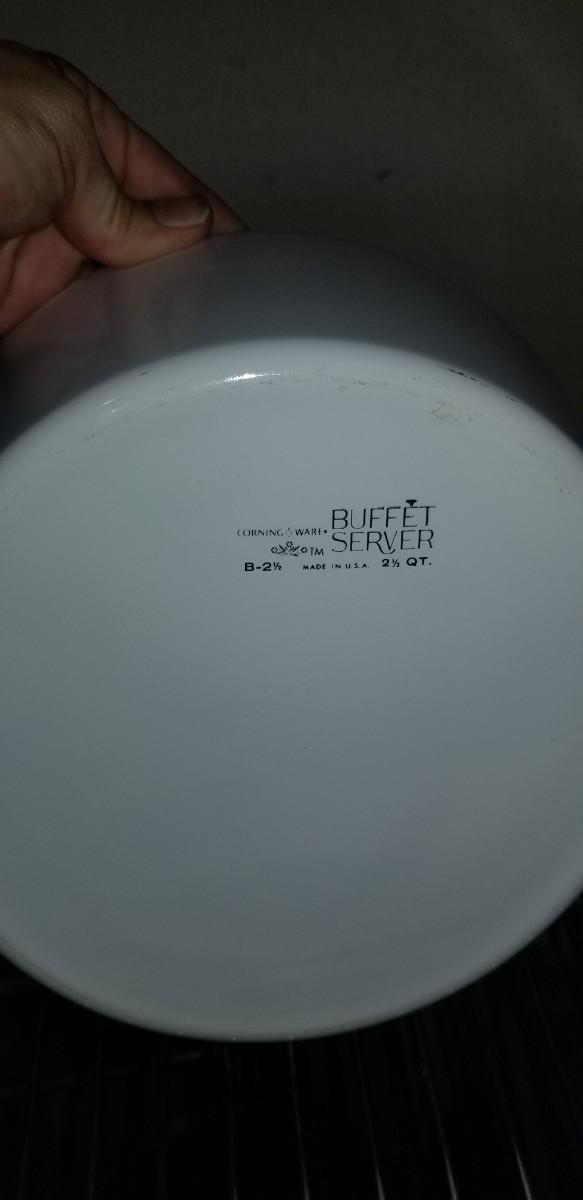 CORNING WARE® BUFFET SERVER
TM
B-2½ MADE IN U.S.A. 2½ QT.